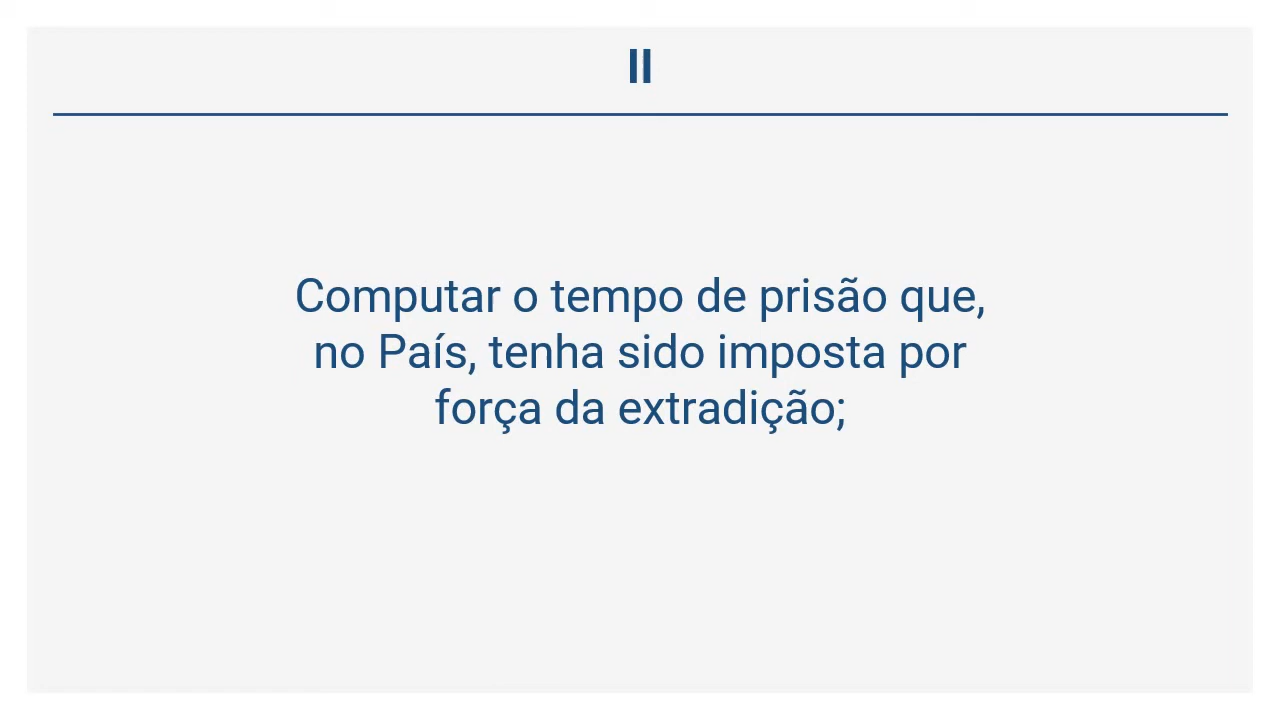 II
Computar o tempo de prisão que,
no País, tenha sido imposta por
força da extradição;